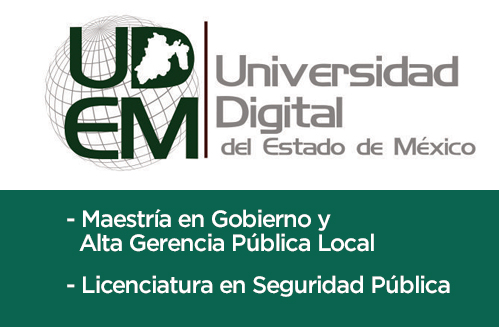 UD
EM
Universidad
Digital
del Estado de México
- Maestría en Gobierno y
Alta Gerencia Pública Local
- Licenciatura en Seguridad Pública